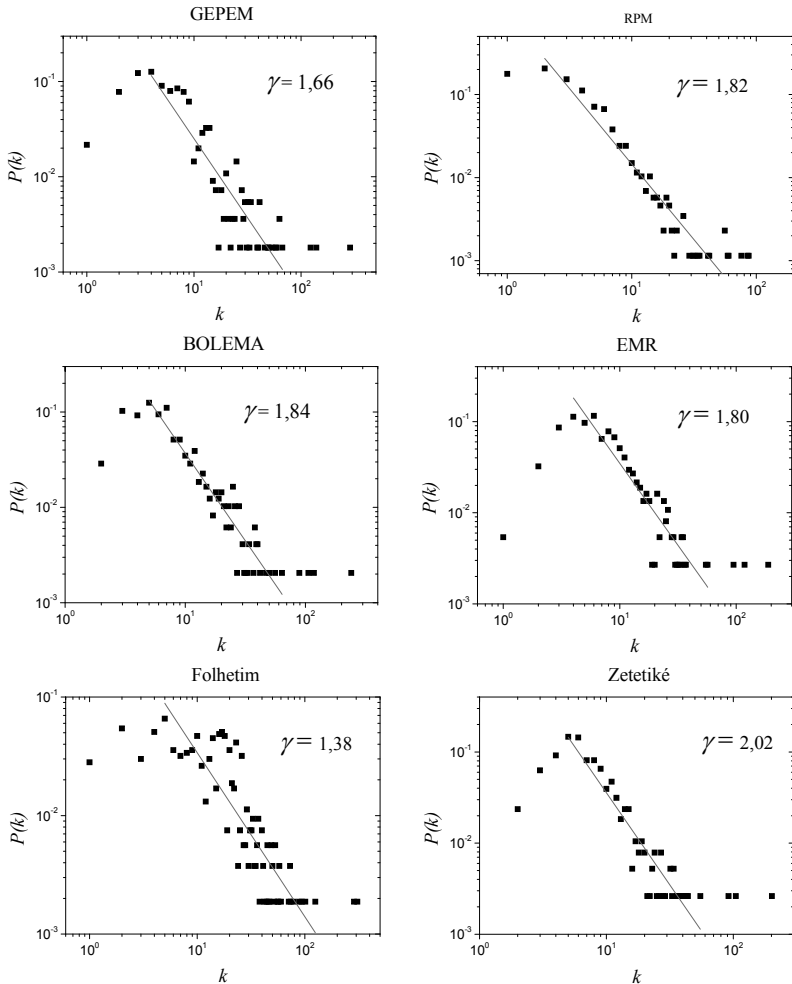 GEPEM
γ = 1,66
P(k)
10⁻¹
10⁻²
10⁻³
10⁰
10¹
10²
k
RPM
γ = 1,82
P(k)
10⁻¹
10⁻²
10⁻³
10⁰
10¹
10²
k
BOLEMA
γ = 1,84
P(k)
10⁻¹
10⁻²
10⁻³
10⁰
10¹
10²
k
EMR
γ = 1,80
P(k)
10⁻¹
10⁻²
10⁻³
10⁰
10¹
10²
k
Folhetim
γ = 1,38
P(k)
10⁻¹
10⁻²
10⁻³
10⁰
10¹
10²
k
Zetetiké
γ = 2,02
P(k)
10⁻¹
10⁻²
10⁻³
10⁰
10¹
10²
k